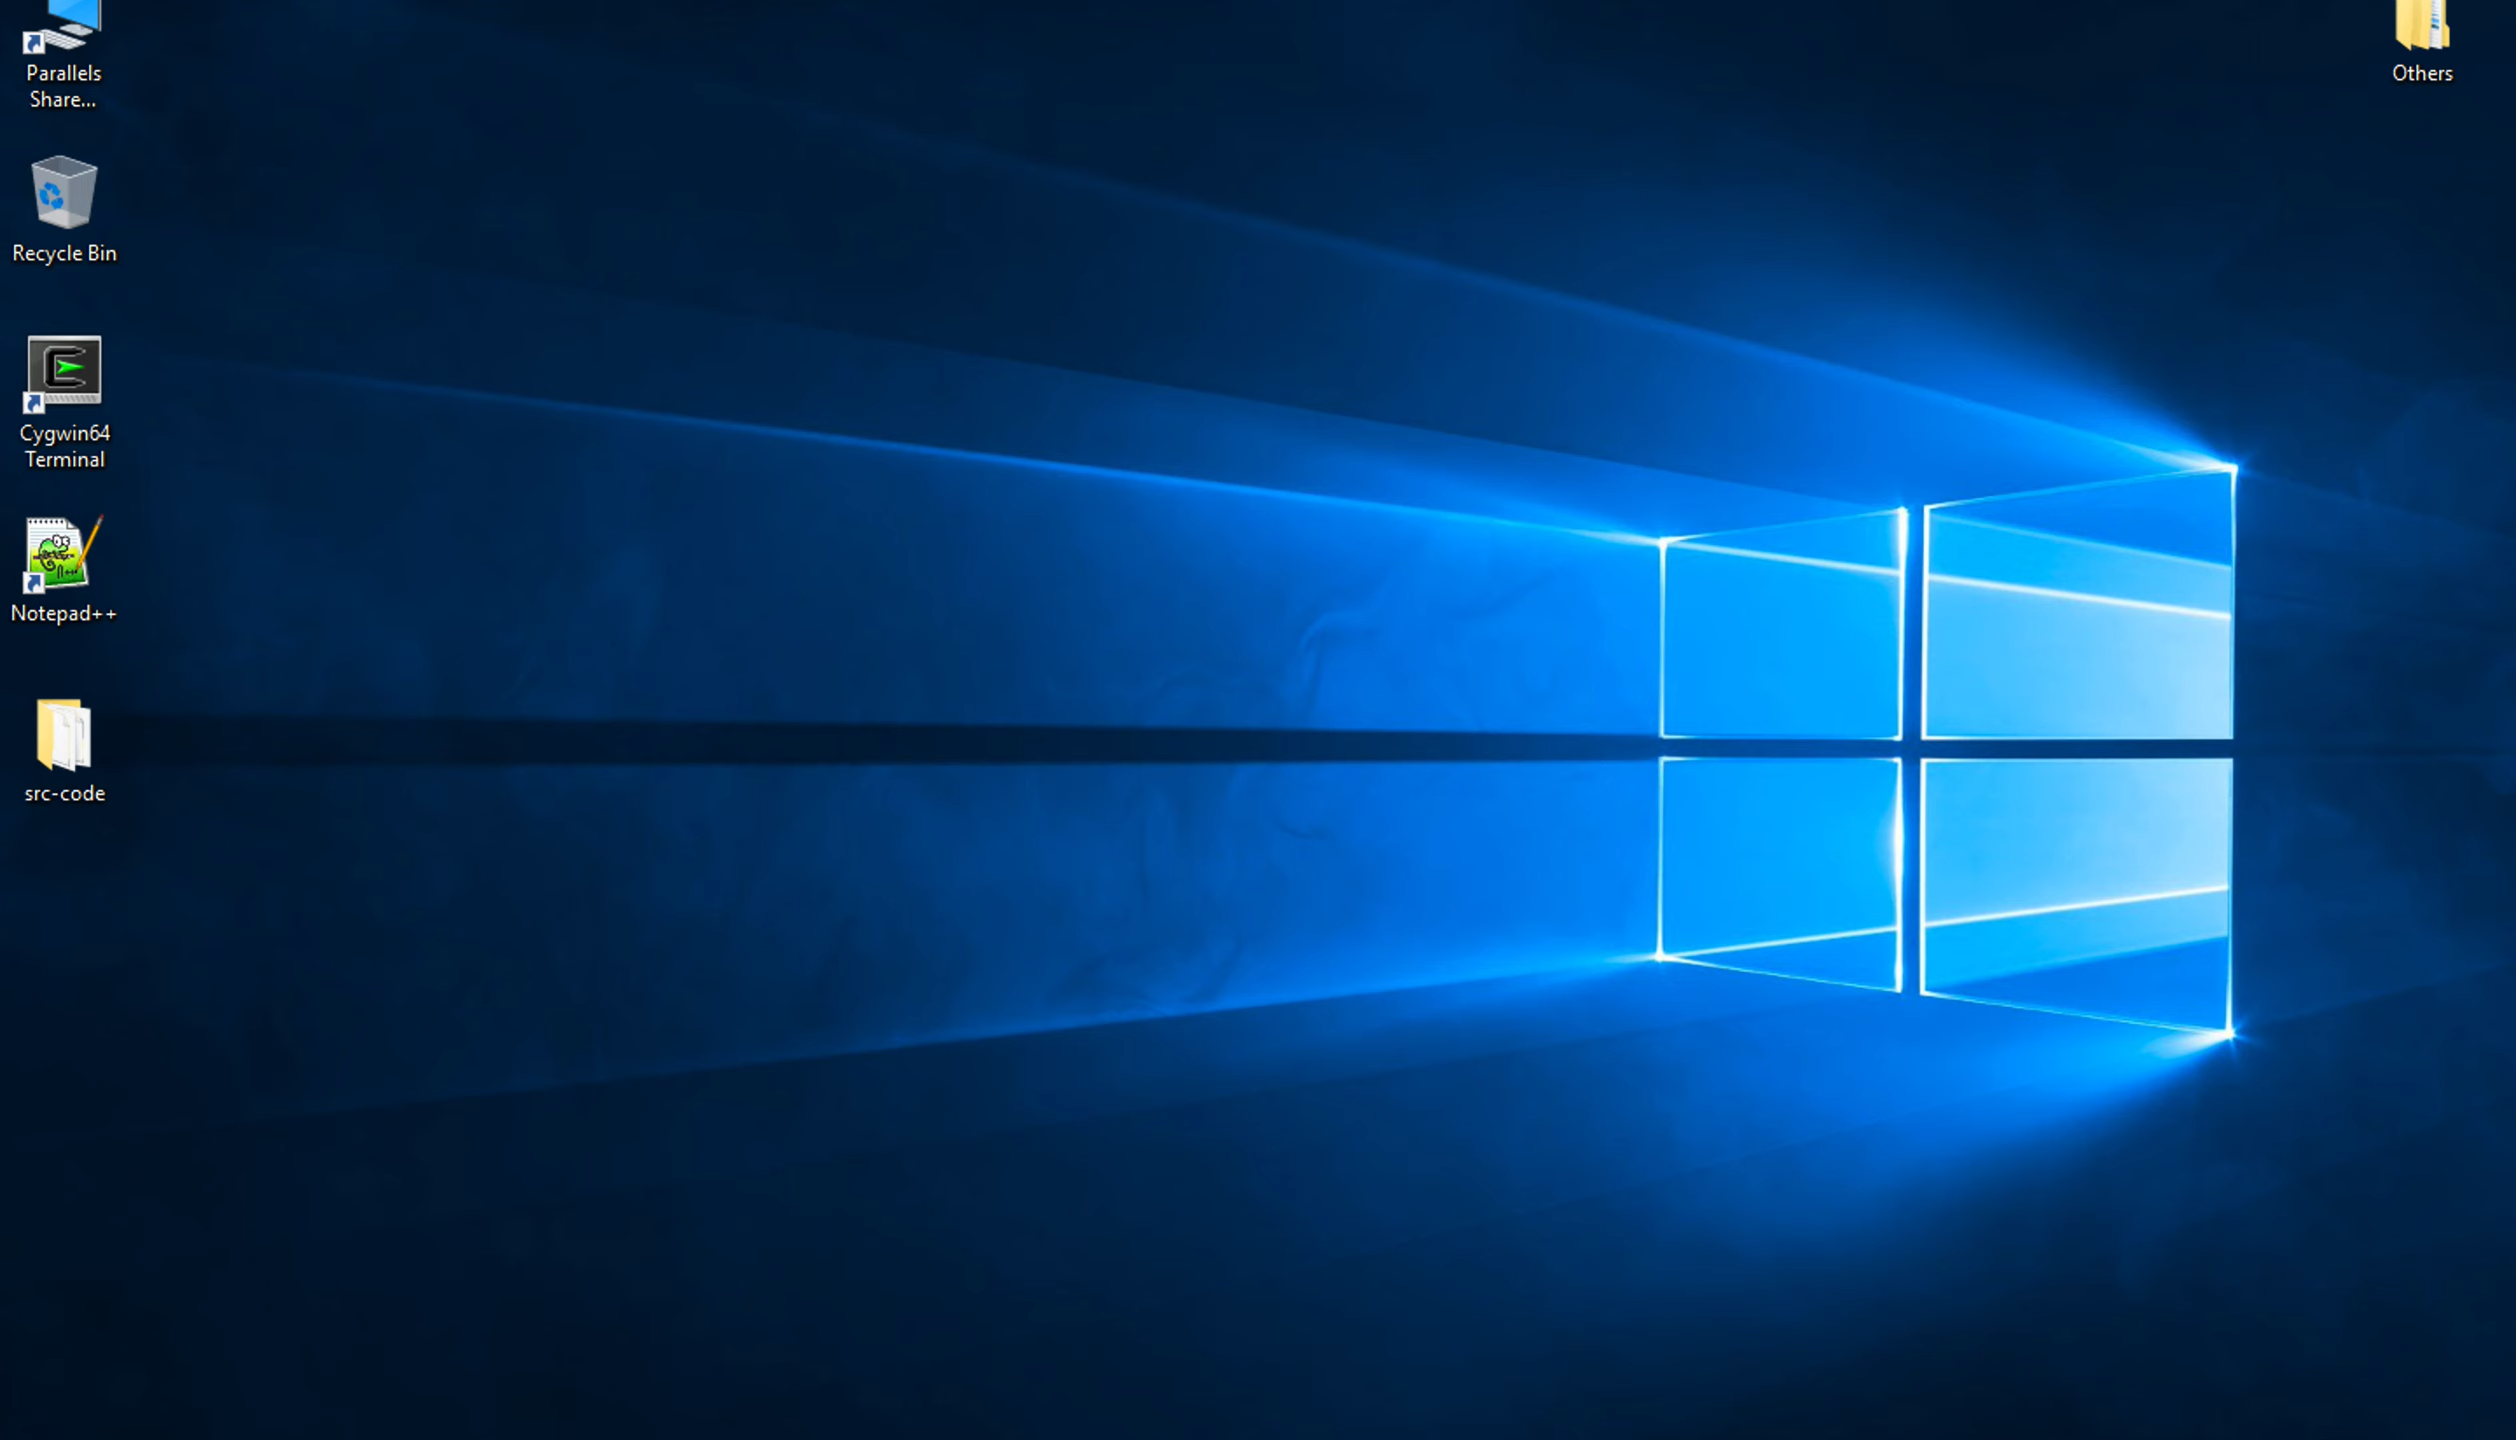 Parallels
Share...
Others
Recycle Bin
Cygwin64
Terminal
Notepad++
src-code